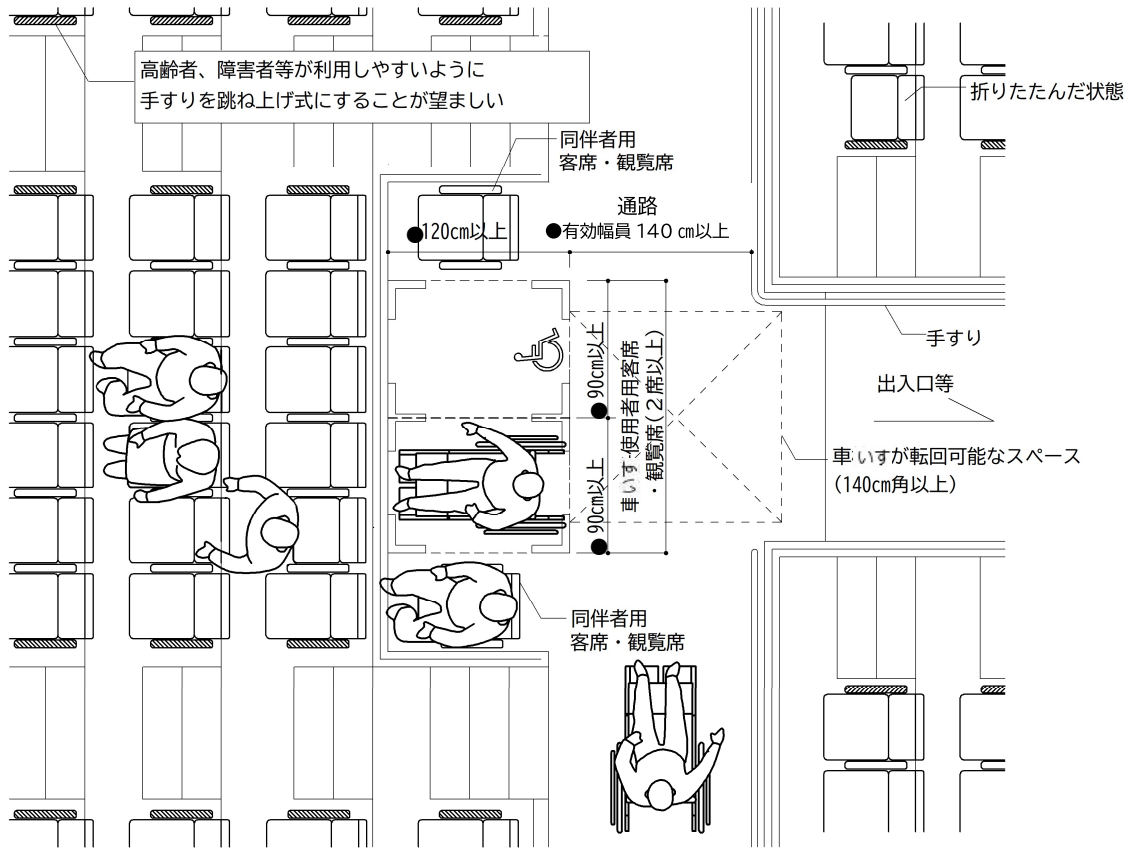 高齢者、障害者等が利用しやすいように
手すりを跳ね上げ式にすることが望ましい
折りたたんだ状態
同伴者用
客席・観覧席
通路
●120cm以上
●有効幅員 140 ㎝以上
手すり
出入口等
●90cm以上
●90cm以上
車いす使用者用客席
・観覧席(2席以上)
車いすが転回可能なスペース
(140cm角以上)
同伴者用
客席・観覧席